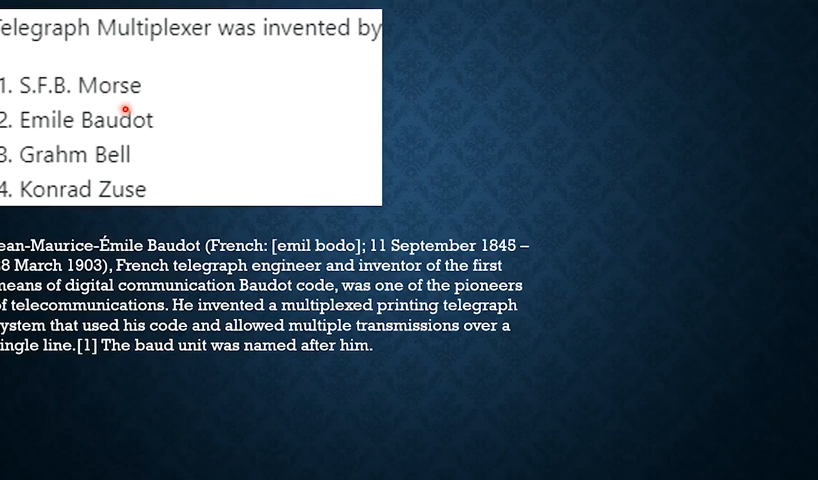 elegraph Multiplexer was invented by
1. S.F.B. Morse
2. Emile Baudot
3. Grahm Bell
4. Konrad Zuse
ean-Maurice-Émile Baudot (French: [emil bodo]; 11 September 1845 –
8 March 1903), French telegraph engineer and inventor of the first
eans of digital communication Baudot code, was one of the pioneers
f telecommunications. He invented a multiplexed printing telegraph
ystem that used his code and allowed multiple transmissions over a
ingle line.[1] The baud unit was named after him.